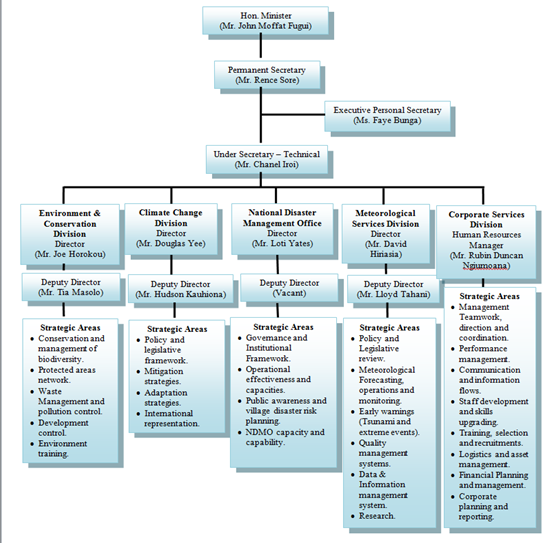 Hon. Minister
(Mr. John Moffat Fugui)
Permanent Secretary
(Mr. Rence Sore)
Executive Personal Secretary
(Ms. Faye Bunga)
Under Secretary – Technical
(Mr. Chanel Iroi)
Environment &
Conservation
Division
Director
(Mr. Joe Horokou)
Deputy Director
(Mr. Tia Masolo)
Strategic Areas
• Conservation and
management of
biodiversity.
• Protected areas
network.
• Waste
Management and
pollution control.
• Development
control.
• Environment
training.
Climate Change
Division
Director
(Mr. Douglas Yee)
Deputy Director
(Mr. Hudson Kauhiona)
Strategic Areas
• Policy and
legislative
framework.
• Mitigation
strategies.
• Adaptation
strategies.
• International
representation.
National Disaster
Management Office
Director
(Mr. Loti Yates)
Deputy Director
(Vacant)
Strategic Areas
• Governance and
Institutional
Framework.
• Operational
effectiveness and
capacities.
• Public awareness and
village disaster risk
planning.
• NDMO capacity and
capability.
Meteorological
Services Division
Director
(Mr. David
Hiriasia)
Deputy Director
(Mr. Lloyd Tahani)
Strategic Areas
• Policy and
Legislative
review.
• Meteorological
Forecasting,
operations and
monitoring.
• Early warnings
(Tsunami and
extreme events).
• Quality
management
systems.
• Data &
Information
management
system.
• Research.
Corporate Services
Division
Human Resources
Manager
(Mr. Rubin Duncan
Ngiumoana)
Strategic Areas
• Management
Teamwork,
direction and
coordination.
• Performance
management.
• Communication
and information
flows.
• Staff development
and skills
upgrading.
• Training, selection
and recruitments.
• Logistics and asset
management.
• Financial Planning
and management.
• Corporate
planning and
reporting.